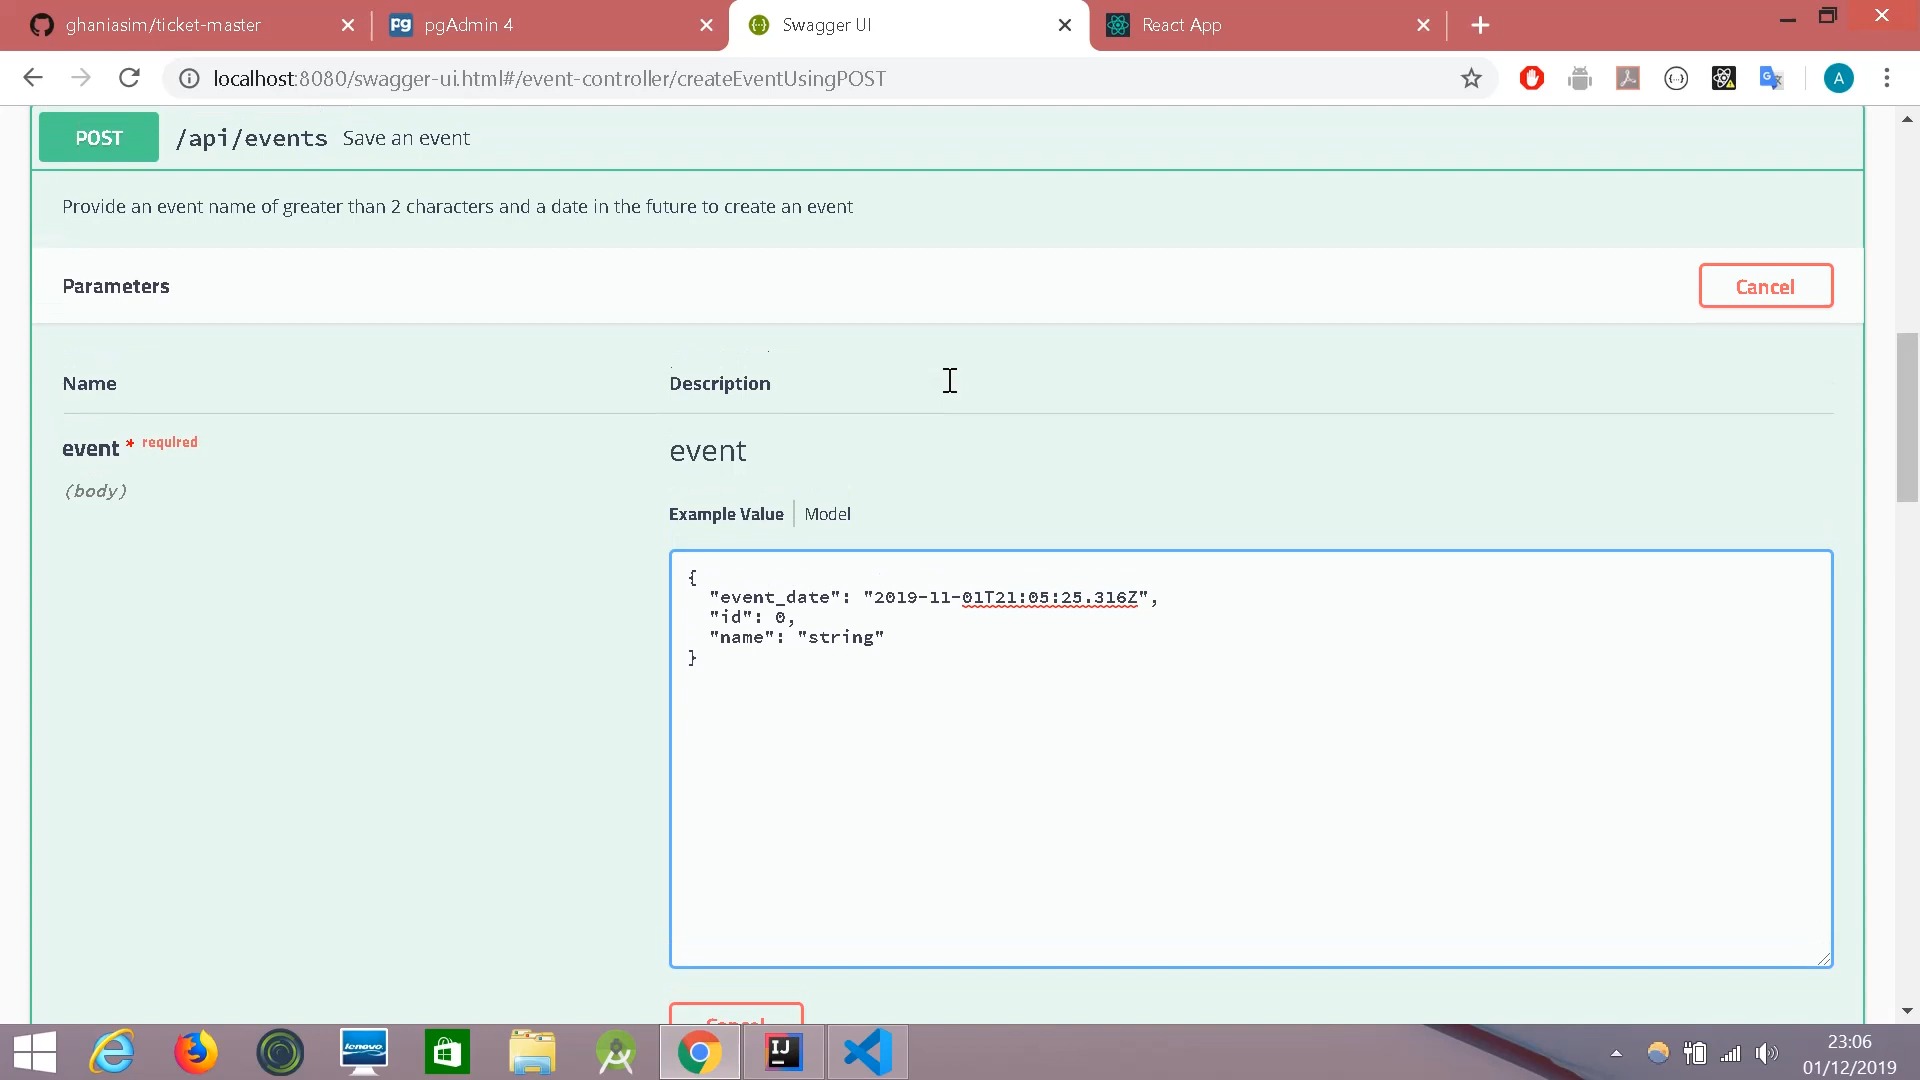 ghaniasim/ticket-master
pgAdmin 4
Swagger UI
React App
localhost:8080/swagger-ui.html#/event-controller/createEventUsingPOST
A
POST /api/events Save an event
Provide an event name of greater than 2 characters and a date in the future to create an event
Parameters
Cancel
Name
Description
event * required
(body)
event
Example Value
Model
{
"event_date": "2019-11-01T21:05:25.316Z",
"id": 0,
"name": "string"
}
Cancel
lenovo
IJ
23:06
01/12/2019